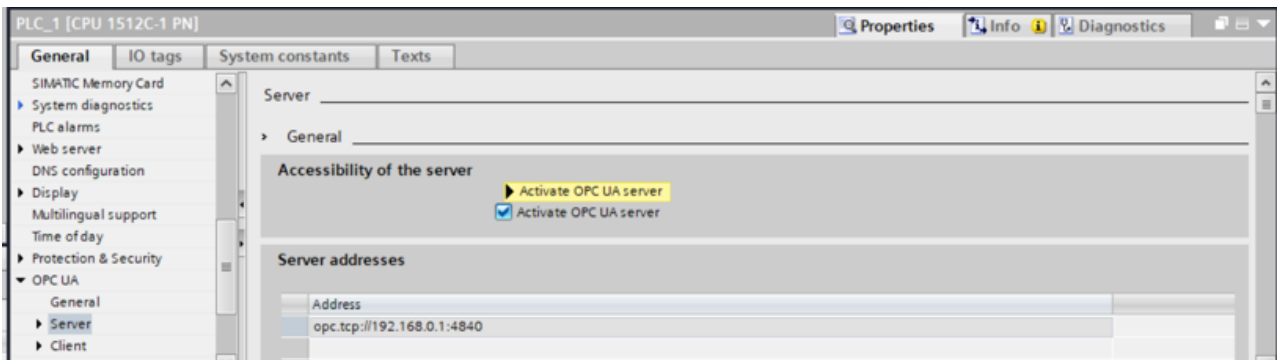 PLC_1 [CPU 1512C-1 PN]
Properties
Info
Diagnostics
General
IO tags
System constants
Texts
SIMATIC Memory Card
System diagnostics
PLC alarms
Web server
DNS configuration
Display
Multilingual support
Time of day
Protection & Security
OPC UA
General
Server
Client
Server
General
Accessibility of the server
Activate OPC UA server
Activate OPC UA server
Server addresses
Address
opc.tcp://192.168.0.1:4840